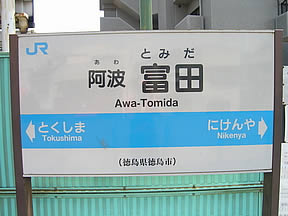 JR
とみだ
あわ
阿波富田
Awa-Tomida
とくしま にけんや
Tokushima Nikenya
(徳島県徳島市)